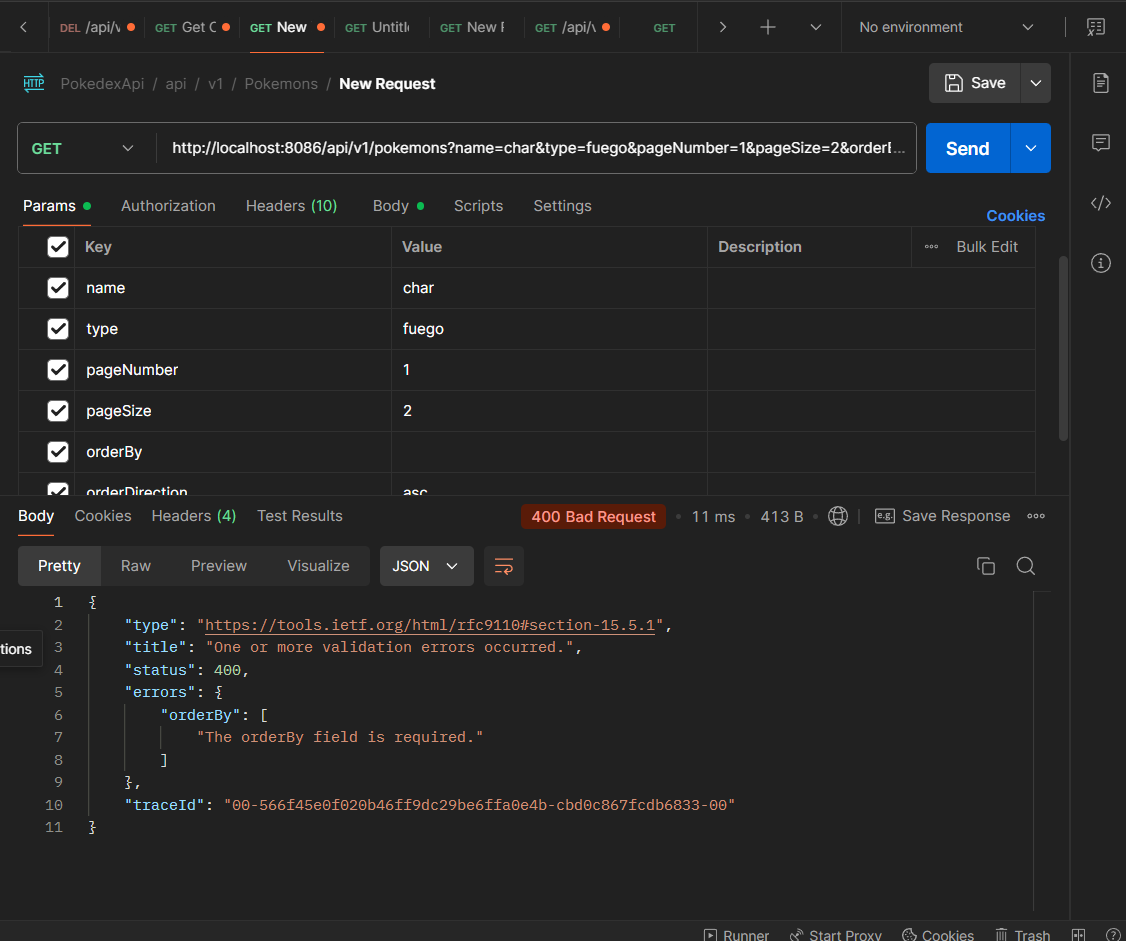 DEL /api/v
GET Get C
GET New
GET Untitl
GET New F
GET /api/v
GET
No environment
HTTP PokedexApi / api / v1 / Pokemons / New Request
Save
GET
http://localhost:8086/api/v1/pokemons?name=char&type=fuego&pageNumber=1&pageSize=2&orderE...
Send
Params Authorization Headers (10) Body Scripts Settings
Cookies
Key Value Description Bulk Edit
name char
type fuego
pageNumber 1
pageSize 2
orderBy
orderDirection asc
Body Cookies Headers (4) Test Results 400 Bad Request 11 ms 413 B e.g. Save Response
Pretty Raw Preview Visualize JSON
1 {
2 "type": "https://tools.ietf.org/html/rfc9110#section-15.5.1",
tions
3 "title": "One or more validation errors occurred.",
4 "status": 400,
5 "errors": {
6 "orderBy": [
7 "The orderBy field is required."
8 ]
9 },
10 "traceId": "00-566f45e0f020b46ff9dc29be6ffa0e4b-cbd0c867fcdb6833-00"
11 }
Runner Start Proxy Cookies Trash